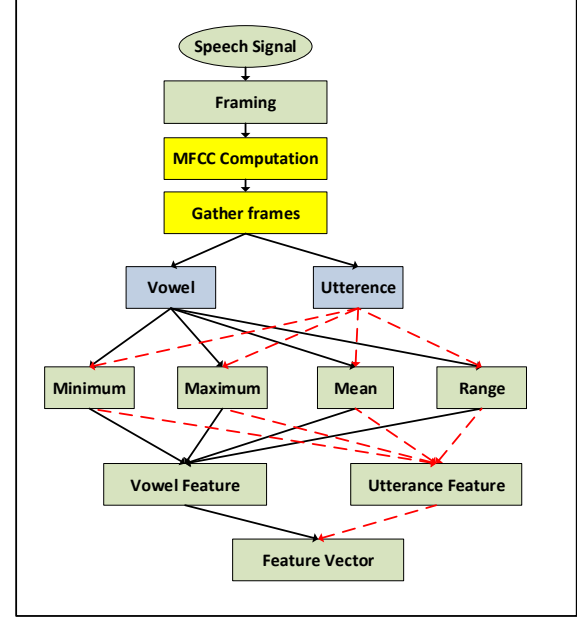 Speech Signal
Framing
MFCC Computation
Gather frames
Vowel
Utterence
Minimum
Maximum
Mean
Range
Vowel Feature
Utterance Feature
Feature Vector